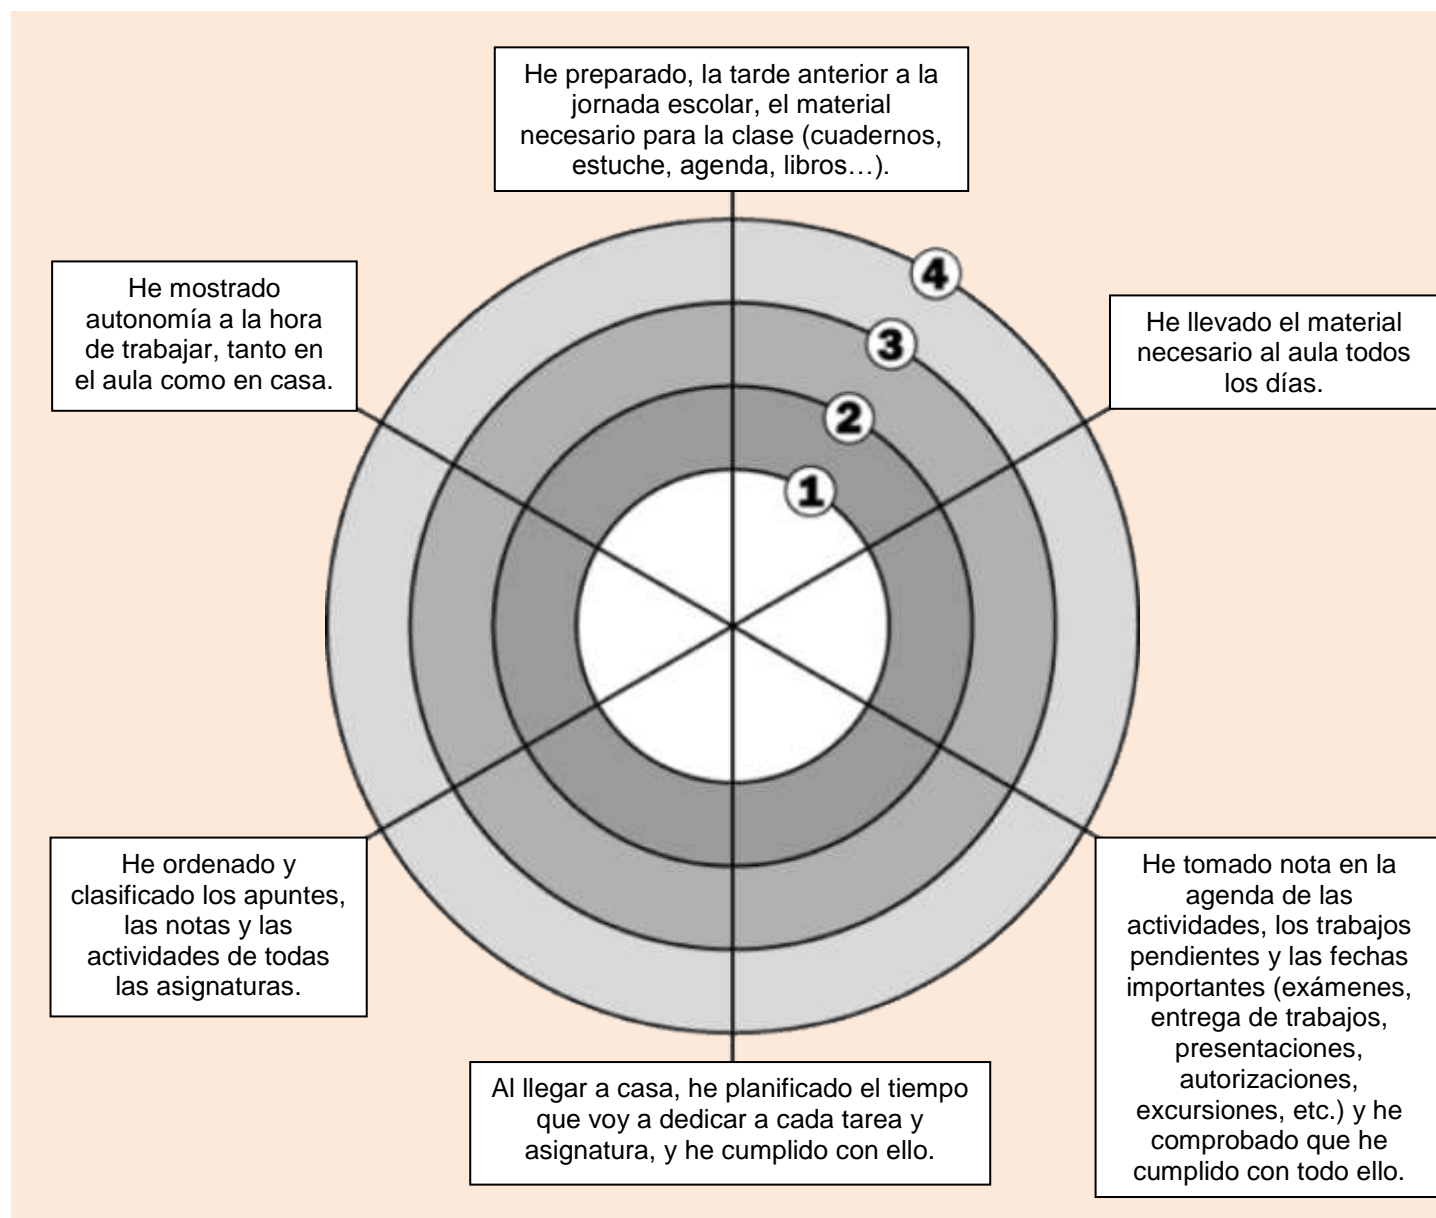 He preparado, la tarde anterior a la
jornada escolar, el material
necesario para la clase (cuadernos,
estuche, agenda, libros…).
He mostrado
autonomía a la hora
de trabajar, tanto en
el aula como en casa.
4
3
2
1
He llevado el material
necesario al aula todos
los días.
He ordenado y
clasificado los apuntes,
las notas y las
actividades de todas
las asignaturas.
Al llegar a casa, he planificado el tiempo
que voy a dedicar a cada tarea y
asignatura, y he cumplido con ello.
He tomado nota en la
agenda de las
actividades, los trabajos
pendientes y las fechas
importantes (exámenes,
entrega de trabajos,
presentaciones,
autorizaciones,
excursiones, etc.) y he
comprobado que he
cumplido con todo ello.